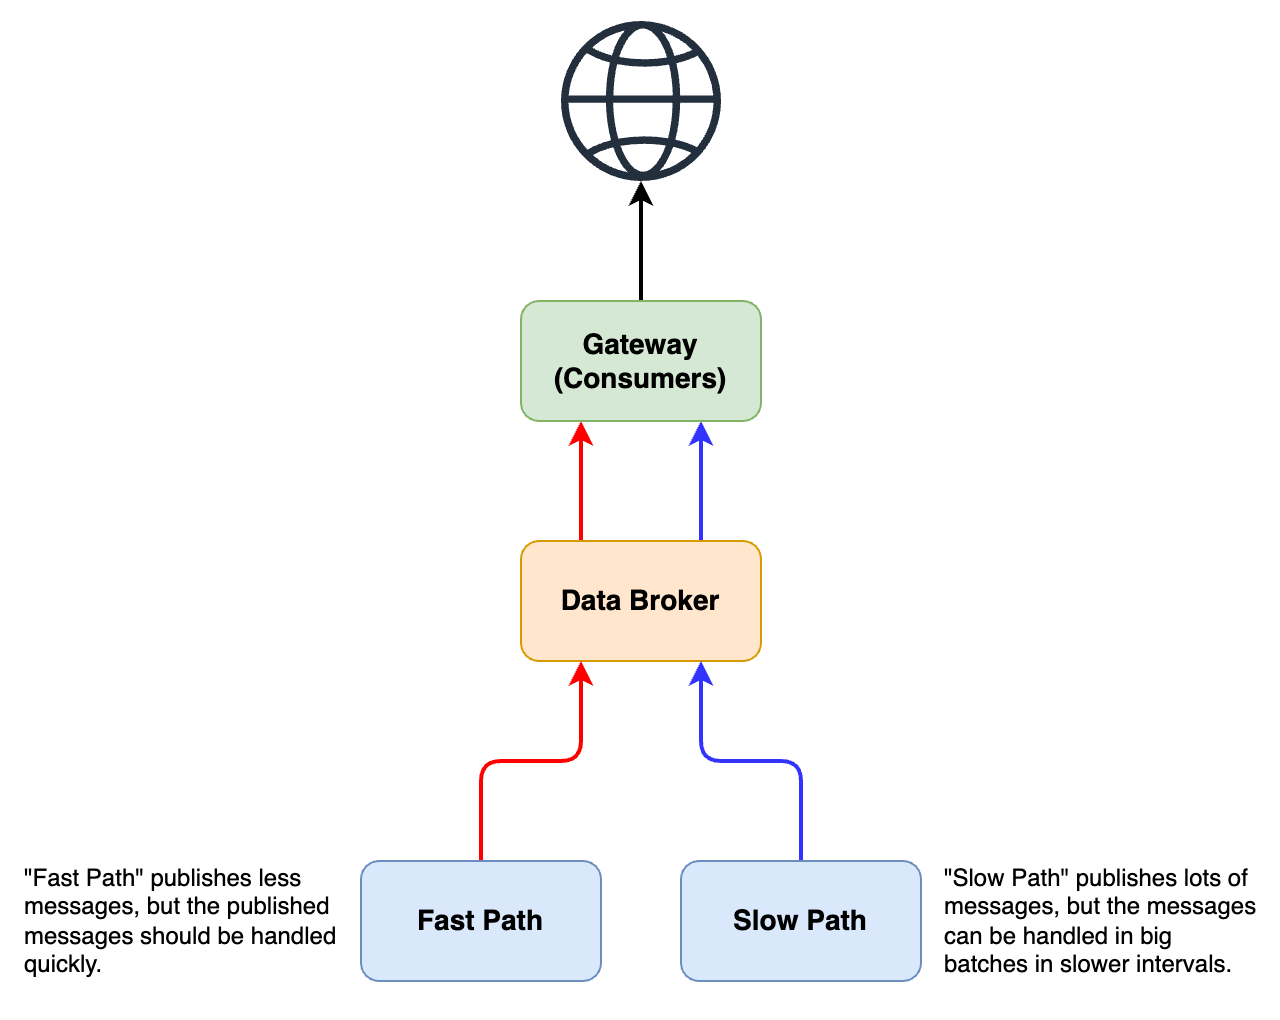 Gateway
(Consumers)
Data Broker
"Fast Path" publishes less
messages, but the published
messages should be handled
quickly.
Fast Path
Slow Path
"Slow Path" publishes lots of
messages, but the messages
can be handled in big
batches in slower intervals.